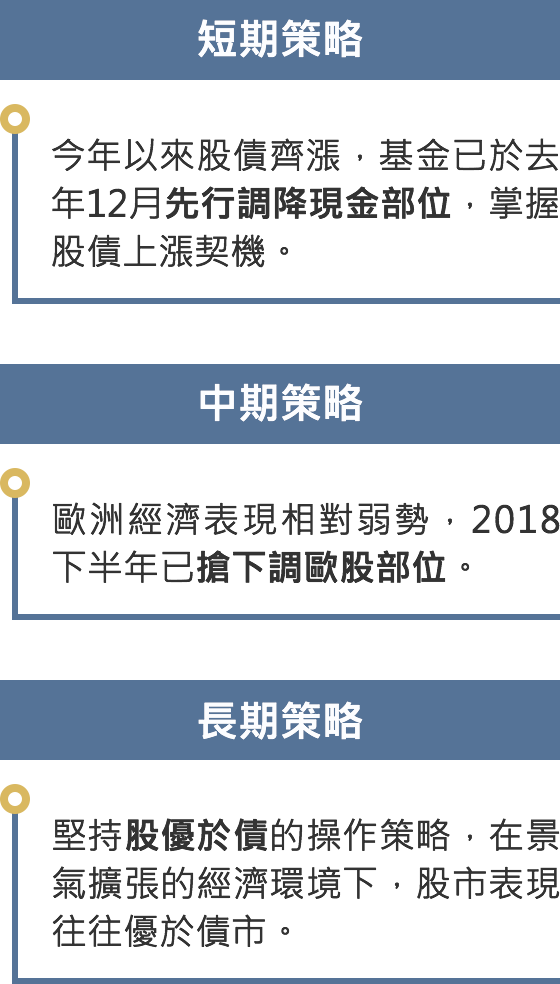 短期策略
今年以來股債齊漲，基金已於去
年12月先行調降現金部位，掌握
股債上漲契機。
中期策略
歐洲經濟表現相對弱勢，2018
下半年已搶下調歐股部位。
長期策略
堅持股優於債的操作策略，在景
氣擴張的經濟環境下，股市表現
往往優於債市。